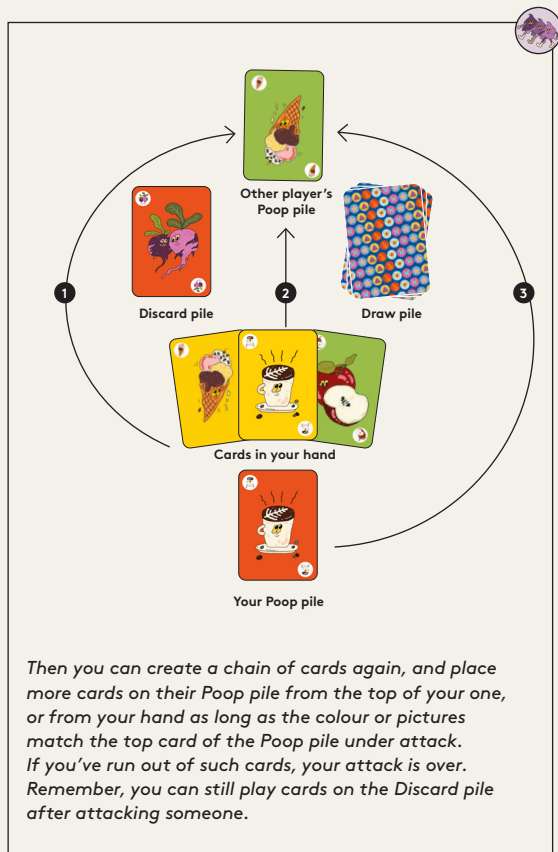 Other player's
Poop pile
1
2
3
Discard pile
Draw pile
Cards in your hand
Your Poop pile
Then you can create a chain of cards again, and place
more cards on their Poop pile from the top of your one,
or from your hand as long as the colour or pictures
match the top card of the Poop pile under attack.
If you've run out of such cards, your attack is over.
Remember, you can still play cards on the Discard pile
after attacking someone.